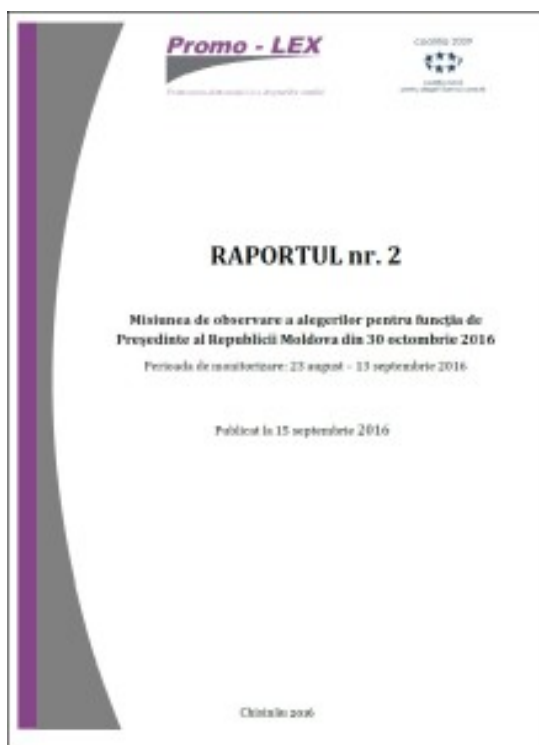 Promo - LEX
RAPORTUL nr. 2
Misiunea de observare a alegerilor pentru funcția de
Președinte al Republicii Moldova din 30 octombrie 2016
Perioada de monitorizare: 23 august – 13 septembrie 2016
Publicat la 15 septembrie 2016
Chișinău 2016